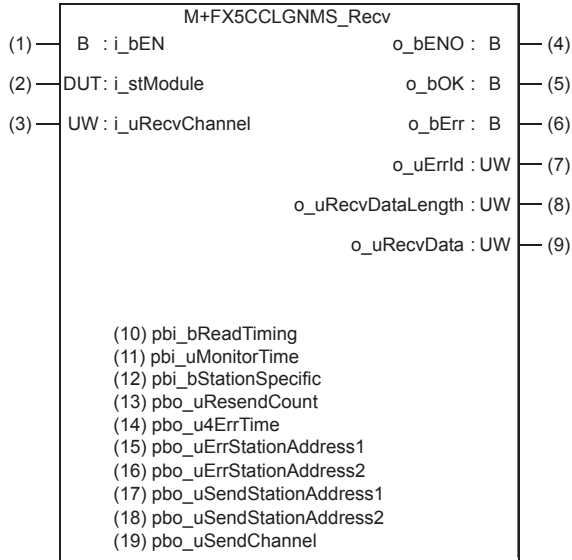 M+FX5CCLGNMS_Recv
(1) B : i_bEN o_bENO : B (4)
(2) DUT : i_stModule o_bOK : B (5)
(3) UW : i_uRecvChannel o_bErr : B (6)
o_uErrId : UW (7)
o_uRecvDataLength : UW (8)
o_uRecvData : UW (9)
(10) pbi_bReadTiming
(11) pbi_uMonitorTime
(12) pbi_bStationSpecific
(13) pbo_uResendCount
(14) pbo_u4ErrTime
(15) pbo_uErrStationAddress1
(16) pbo_uErrStationAddress2
(17) pbo_uSendStationAddress1
(18) pbo_uSendStationAddress2
(19) pbo_uSendChannel